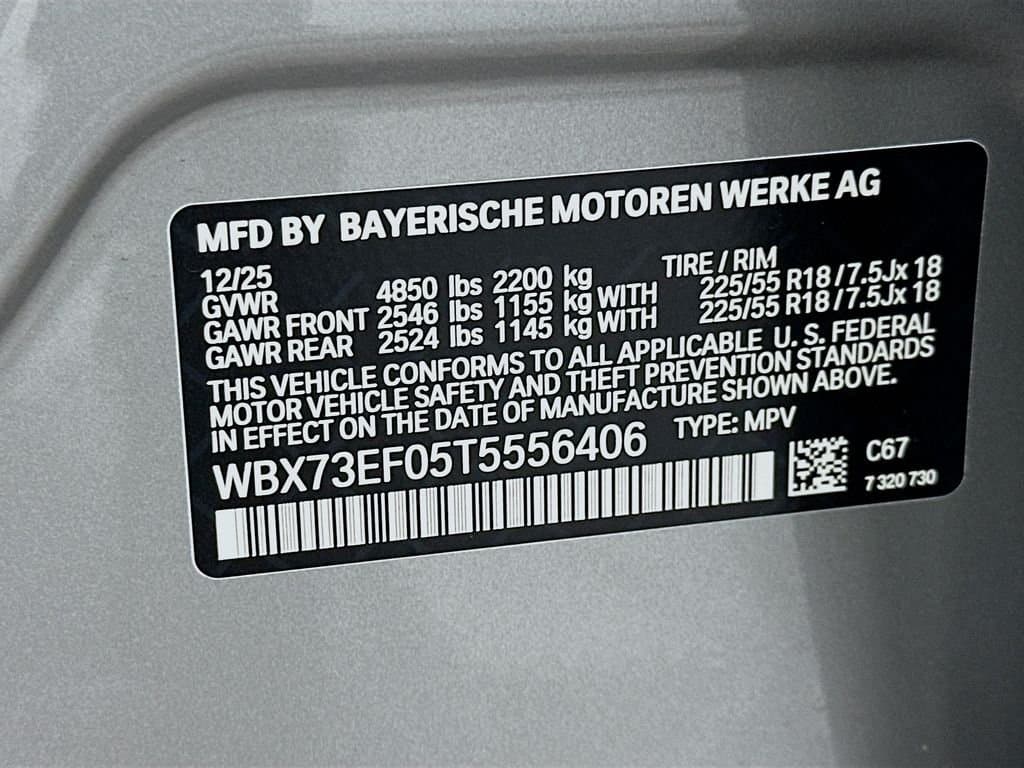 MFD BY BAYERISCHE MOTOREN WERKE AG
12/25 TIRE / RIM
GVWR 4850 lbs 2200 kg
GAWR FRONT 2546 lbs 1155 kg WITH 225/55 R18 / 7.5Jx 18
GAWR REAR 2524 lbs 1145 kg WITH 225/55 R18 / 7.5Jx 18
THIS VEHICLE CONFORMS TO ALL APPLICABLE U. S. FEDERAL
MOTOR VEHICLE SAFETY AND THEFT PREVENTION STANDARDS
IN EFFECT ON THE DATE OF MANUFACTURE SHOWN ABOVE.
WBX73EF05T5556406 TYPE: MPV
C67
7 320 730